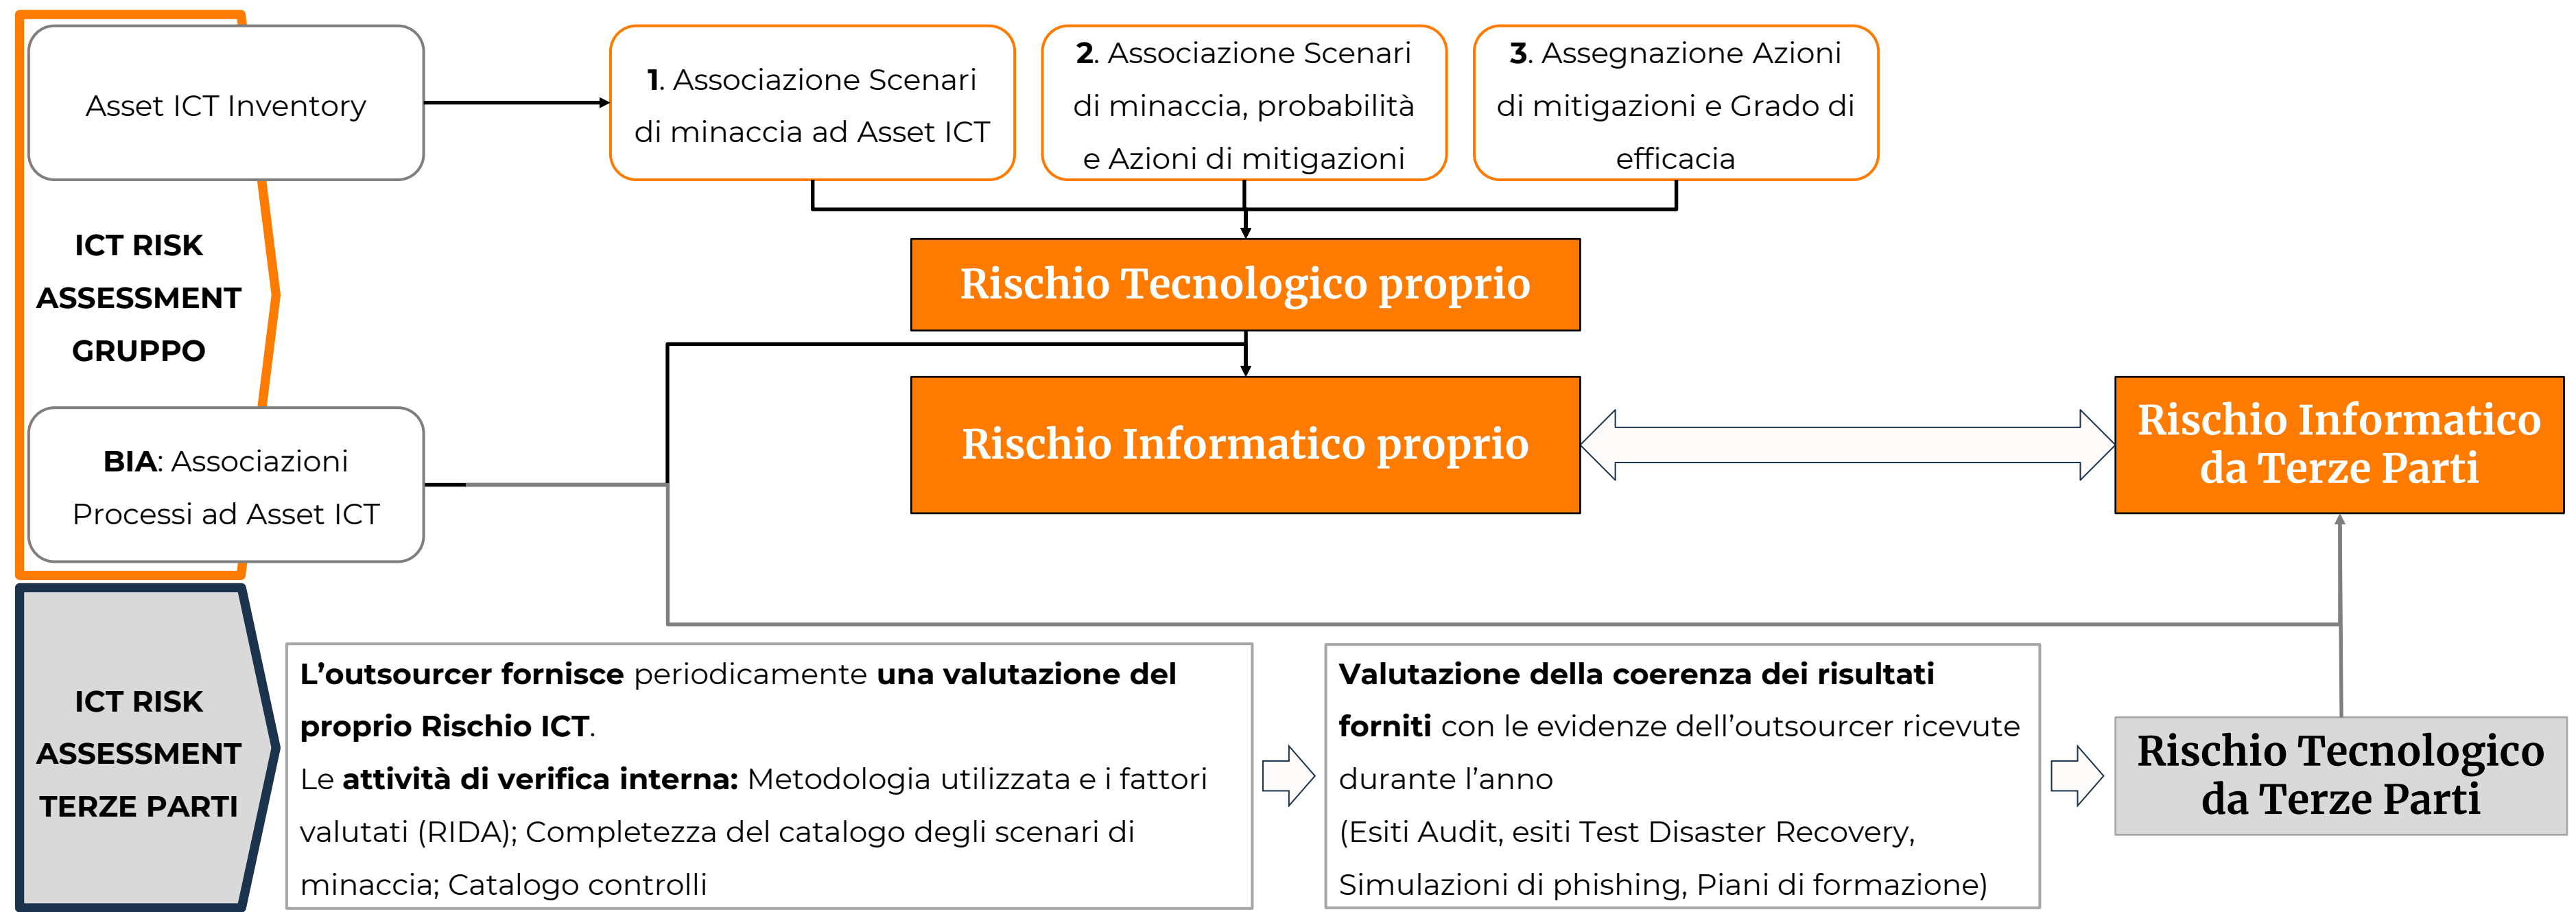 Asset ICT Inventory
1. Associazione Scenari
di minaccia ad Asset ICT
2. Associazione Scenari
di minaccia, probabilità
e Azioni di mitigazioni
3. Assegnazione Azioni
di mitigazioni e Grado di
efficacia
ICT RISK
ASSESSMENT
GRUPPO
Rischio Tecnologico proprio
Rischio Informatico proprio
Rischio Informatico
da Terze Parti
BIA: Associazioni
Processi ad Asset ICT
ICT RISK
ASSESSMENT
TERZE PARTI
L’outsourcer fornisce periodicamente una valutazione del
proprio Rischio ICT.
Le attività di verifica interna: Metodologia utilizzata e i fattori
valutati (RIDA); Completezza del catalogo degli scenari di
minaccia; Catalogo controlli
Valutazione della coerenza dei risultati
forniti con le evidenze dell’outsourcer ricevute
durante l’anno
(Esiti Audit, esiti Test Disaster Recovery,
Simulazioni di phishing, Piani di formazione)
Rischio Tecnologico
da Terze Parti